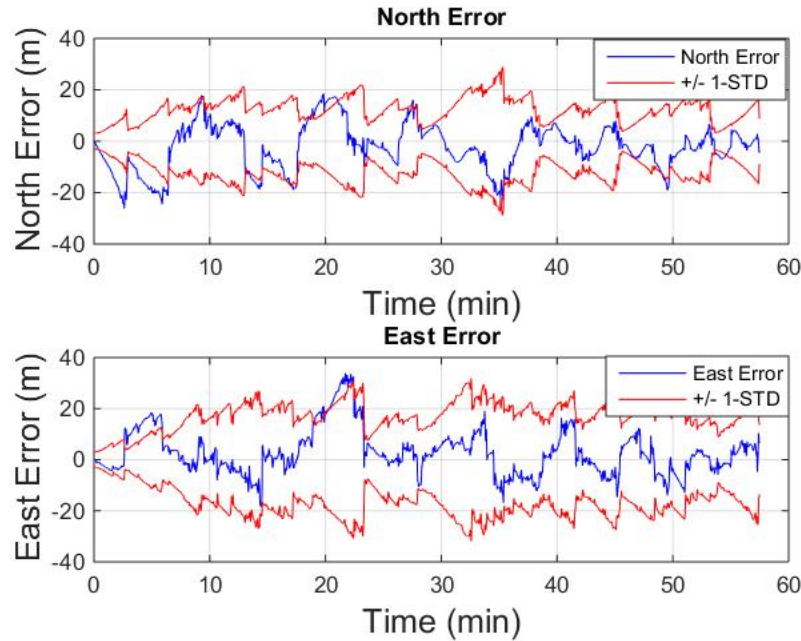 North Error
North Error (m)
40
20
0
-20
-40
North Error
+/- 1-STD
0 10 20 30 40 50 60
Time (min)
East Error
East Error (m)
40
20
0
-20
-40
East Error
+/- 1-STD
0 10 20 30 40 50 60
Time (min)